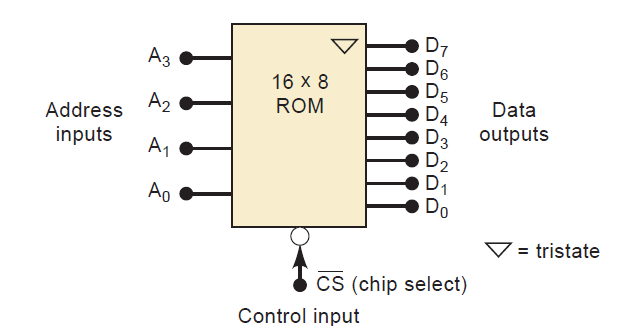 A₃
A₂
A₁
A₀
Address
inputs
16 x 8
ROM
D₇
D₆
D₅
D₄
D₃
D₂
D₁
D₀
Data
outputs
▽ = tristate
C̅S̅ (chip select)
Control input